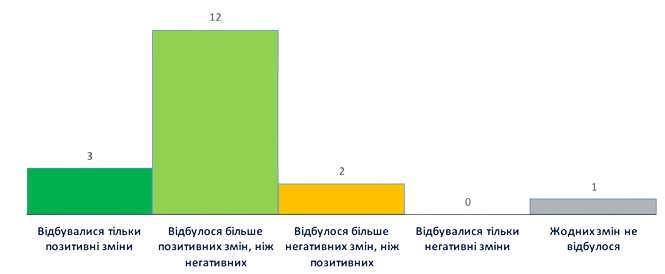 12
3
2
0
1
Відбувалися тільки
позитивні зміни
Відбулося більше
позитивних змін, ніж
негативних
Відбулося більше
негативних змін, ніж
позитивних
Відбувалися тільки
негативні зміни
Жодних змін не
відбулося